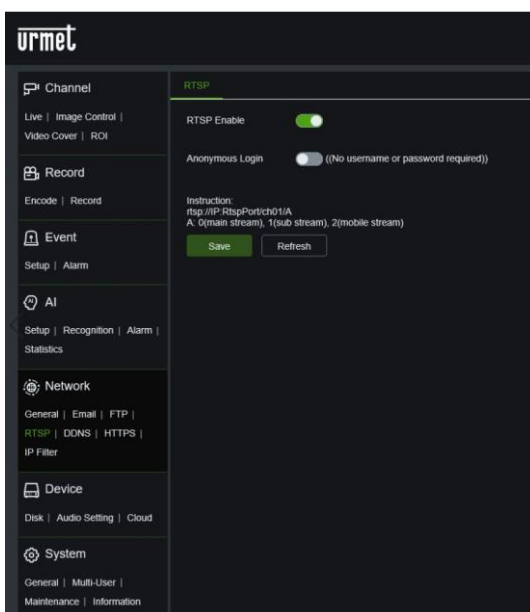 urmet
Channel
Live | Image Control |
Video Cover | ROI
Record
Encode | Record
Event
Setup | Alarm
AI
Setup | Recognition | Alarm |
Statistics
Network
General | Email | FTP |
RTSP | DDNS | HTTPS |
IP Filter
Device
Disk | Audio Setting | Cloud
System
General | Multi-User |
Maintenance | Information
RTSP
RTSP Enable
Anonymous Login ((No username or password required))
Instruction:
rtsp://IP:RtspPort/ch01/A
A: 0(main stream), 1(sub stream), 2(mobile stream)
Save Refresh